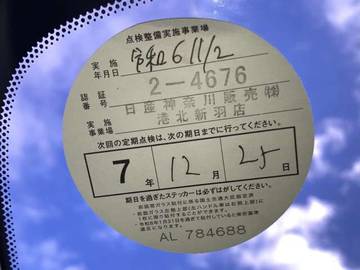 点検整備実施事業場
実施年月日 令和6 11/2
認証番号 2-4676
実施事業場 日産神奈川販売㈱
港北新羽店
次回の定期点検は、次の期日までに行ってください。
7年 12月 25日
期日を過ぎたステッカーは必ずはがしてください。
AL 784688